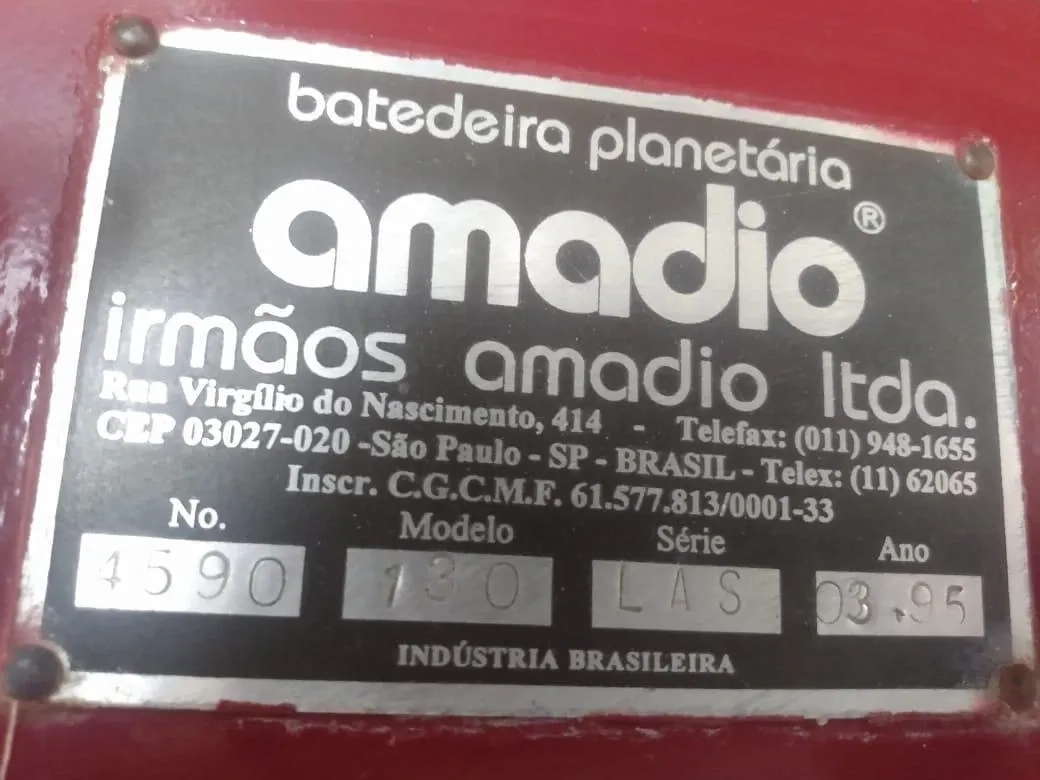 batedeira planetária
amadio®
irmãos amadio ltda.
Rua Virgílio do Nascimento, 414 - Telefax: (011) 948-1655
CEP 03027-020 -São Paulo - SP - BRASIL - Telex: (11) 62065
Inscr. C.G.C.M.F. 61.577.813/0001-33
No. Modelo Série Ano
4590 130 LAS 03.95
INDÚSTRIA BRASILEIRA